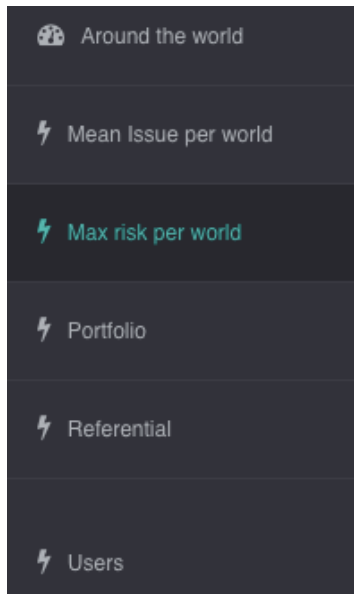 Around the world
Mean Issue per world
Max risk per world
Portfolio
Referential
Users